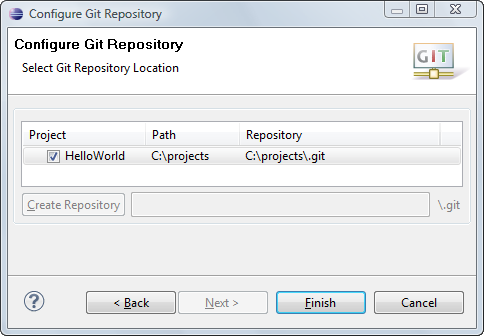 Configure Git Repository
Configure Git Repository
Select Git Repository Location
GIT
Project Path Repository
HelloWorld C:\projects C:\projects\.git
Create Repository \.git
? < Back Next > Finish Cancel